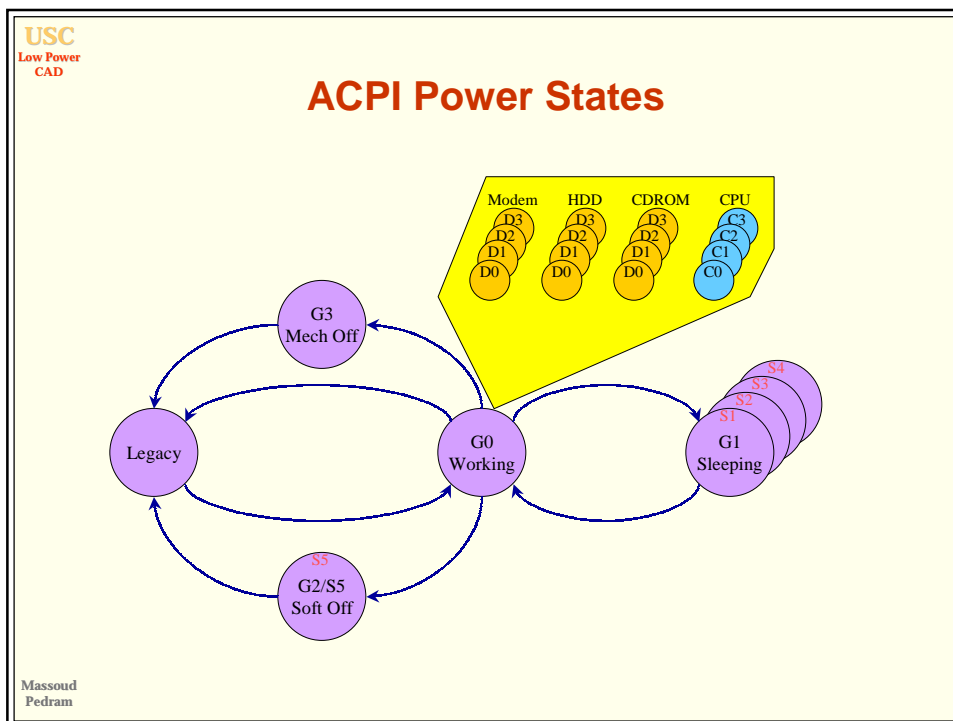 USC
Low Power
CAD
ACPI Power States
Modem HDD CDROM CPU
D3 D3 D3 C3
D2 D2 D2 C2
D1 D1 D1 C1
D0 D0 D0 C0
G3
Mech Off
S4
S3
S2
S1
Legacy
G0
Working
G1
Sleeping
S5
G2/S5
Soft Off
Massoud
Pedram